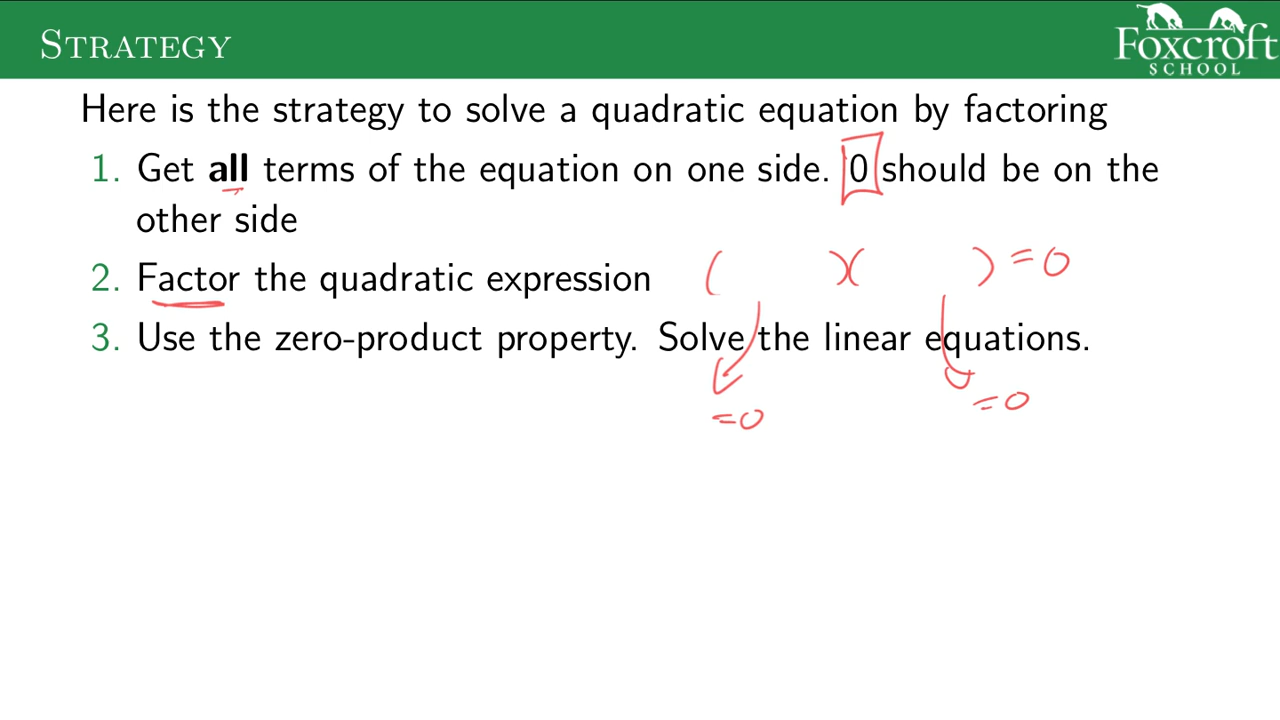 Strategy
Foxcroft
SCHOOL
Here is the strategy to solve a quadratic equation by factoring
1. Get all terms of the equation on one side. 0 should be on the
other side
2. Factor the quadratic expression ( )( ) = 0
3. Use the zero-product property. Solve the linear equations.
= 0 = 0